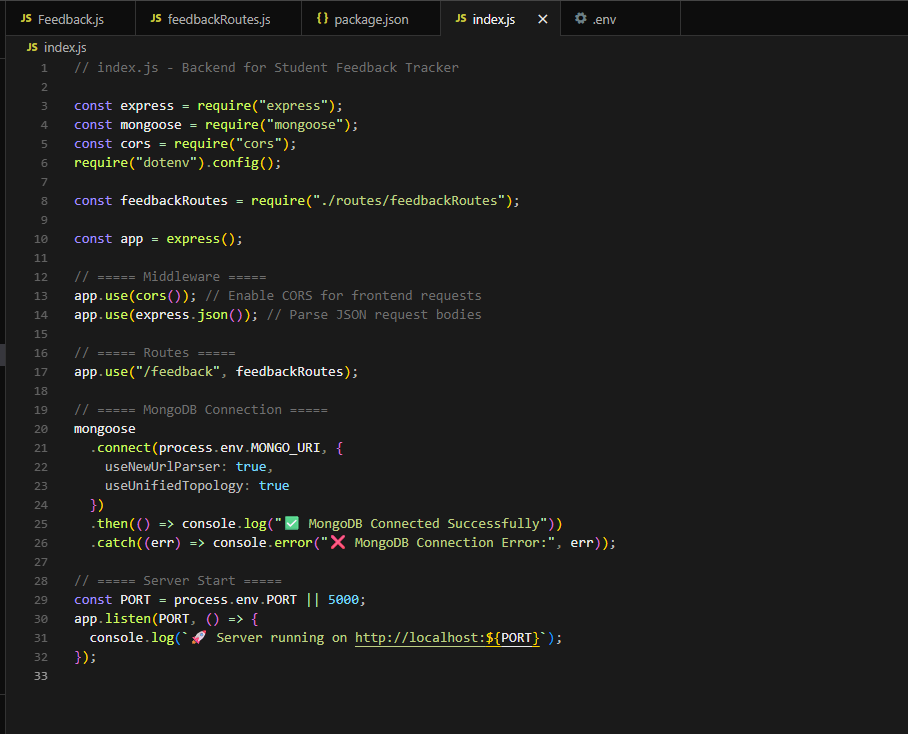 JS Feedback.js JS feedbackRoutes.js {} package.json JS index.js × .env
JS index.js
1 // index.js - Backend for Student Feedback Tracker
2
3 const express = require("express");
4 const mongoose = require("mongoose");
5 const cors = require("cors");
6 require("dotenv").config();
7
8 const feedbackRoutes = require("./routes/feedbackRoutes");
9
10 const app = express();
11
12 // ===== Middleware =====
13 app.use(cors()); // Enable CORS for frontend requests
14 app.use(express.json()); // Parse JSON request bodies
15
16 // ===== Routes =====
17 app.use("/feedback", feedbackRoutes);
18
19 // ===== MongoDB Connection =====
20 mongoose
21   .connect(process.env.MONGO_URI, {
22     useNewUrlParser: true,
23     useUnifiedTopology: true
24   })
25   .then(() => console.log("✅ MongoDB Connected Successfully"))
26   .catch((err) => console.error("❌ MongoDB Connection Error:", err));
27
28 // ===== Server Start =====
29 const PORT = process.env.PORT || 5000;
30 app.listen(PORT, () => {
31   console.log(`🚀 Server running on http://localhost:${PORT}`);
32 });
33